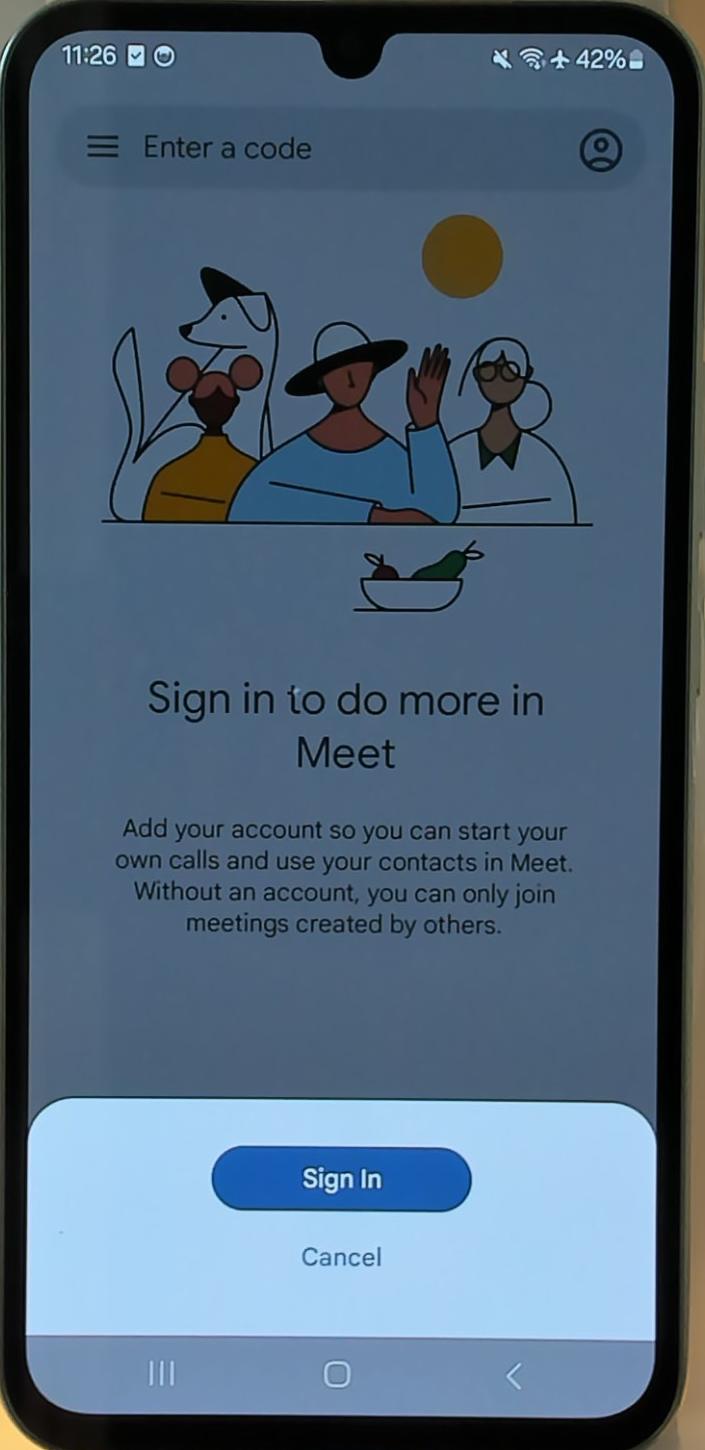 11:26 42%
Enter a code
Sign in to do more in
Meet
Add your account so you can start your
own calls and use your contacts in Meet.
Without an account, you can only join
meetings created by others.
Sign In
Cancel